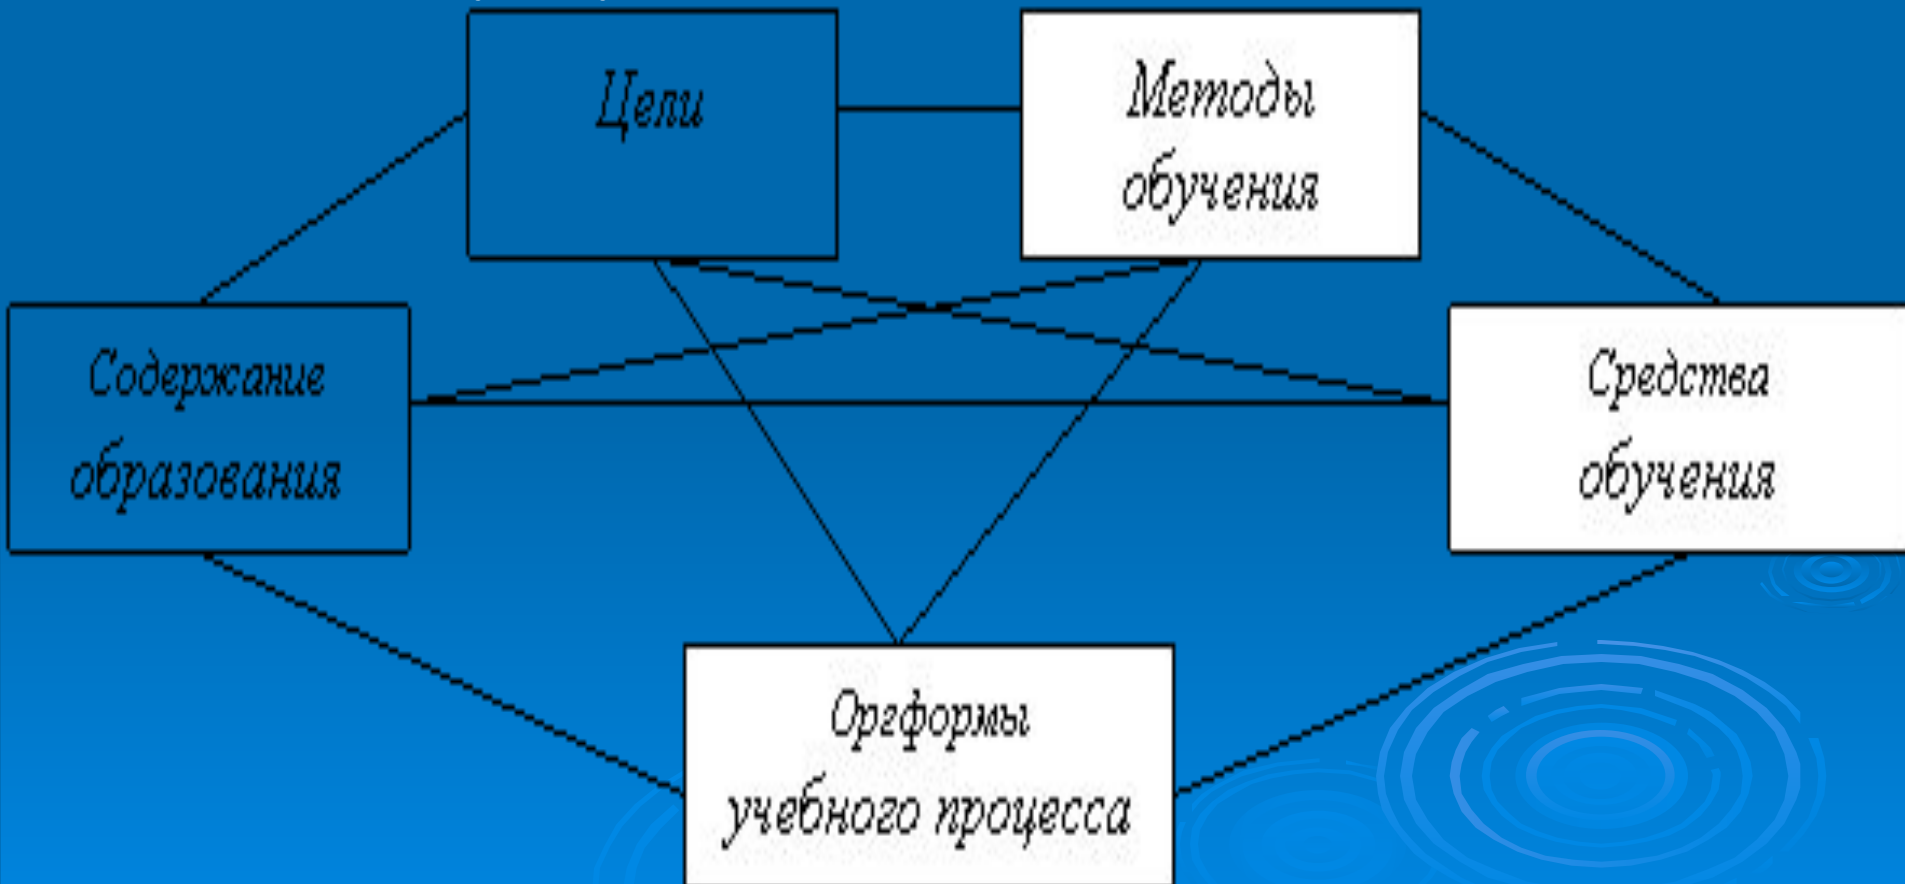 Цели
Методы
обучения
Содержание
образования
Средства
обучения
Оргформы
учебного процесса